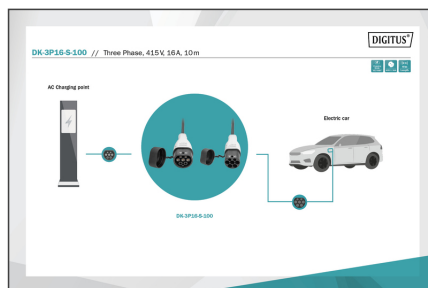 DIGITUS®
DK-3P16-S-100 // Three Phase, 415 V, 16 A, 10 m
AC Charging point
Electric car
DK-3P16-S-100